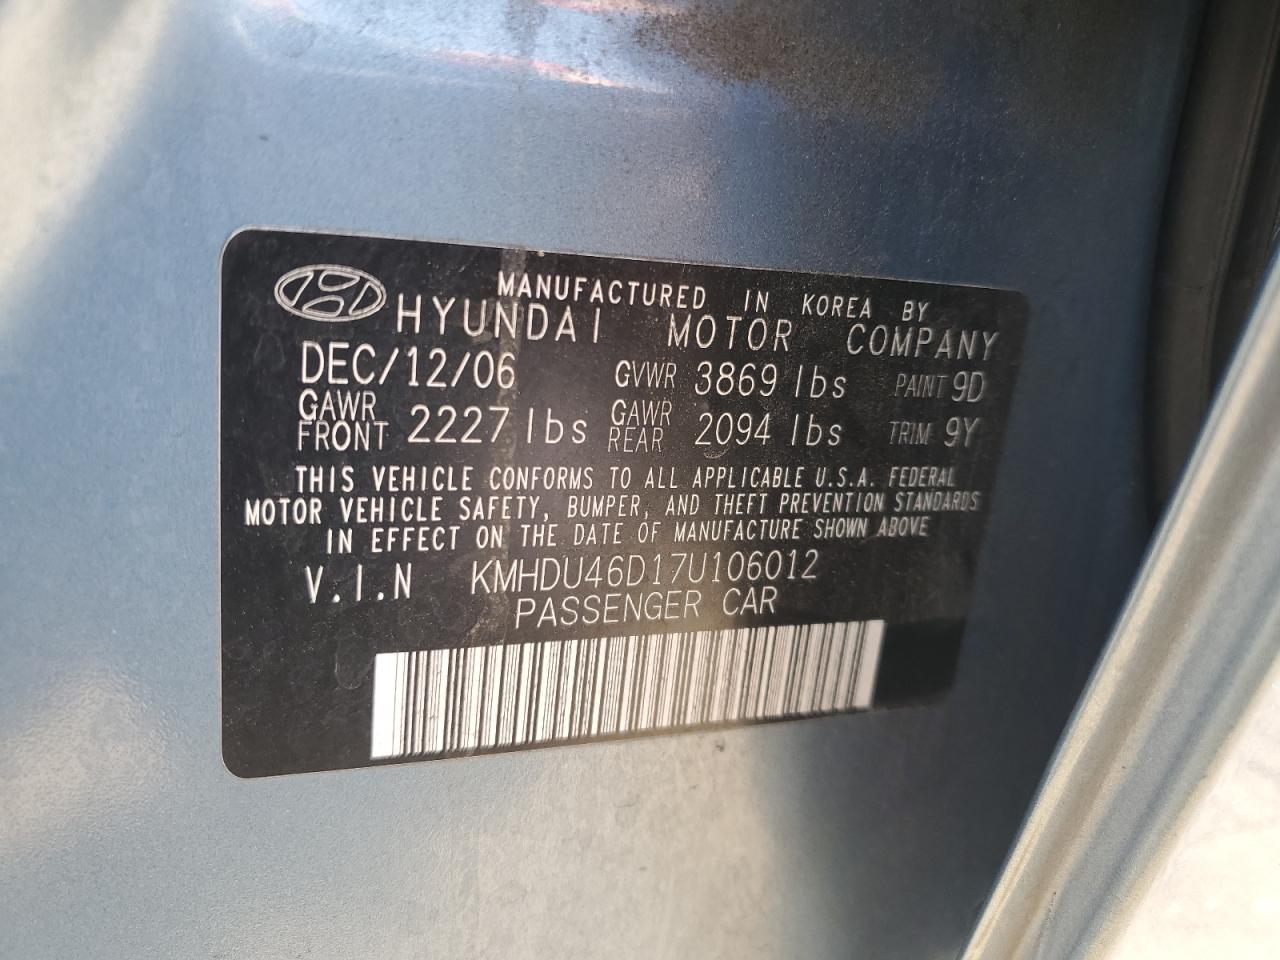 MANUFACTURED IN KOREA BY
HYUNDAI MOTOR COMPANY
DEC/12/06 GVWR 3869 lbs PAINT 9D
GAWR FRONT 2227 lbs GAWR REAR 2094 lbs TRIM 9Y
THIS VEHICLE CONFORMS TO ALL APPLICABLE U.S.A. FEDERAL
MOTOR VEHICLE SAFETY, BUMPER, AND THEFT PREVENTION STANDARDS
IN EFFECT ON THE DATE OF MANUFACTURE SHOWN ABOVE
V.I.N KMHDU46D17U106012
PASSENGER CAR